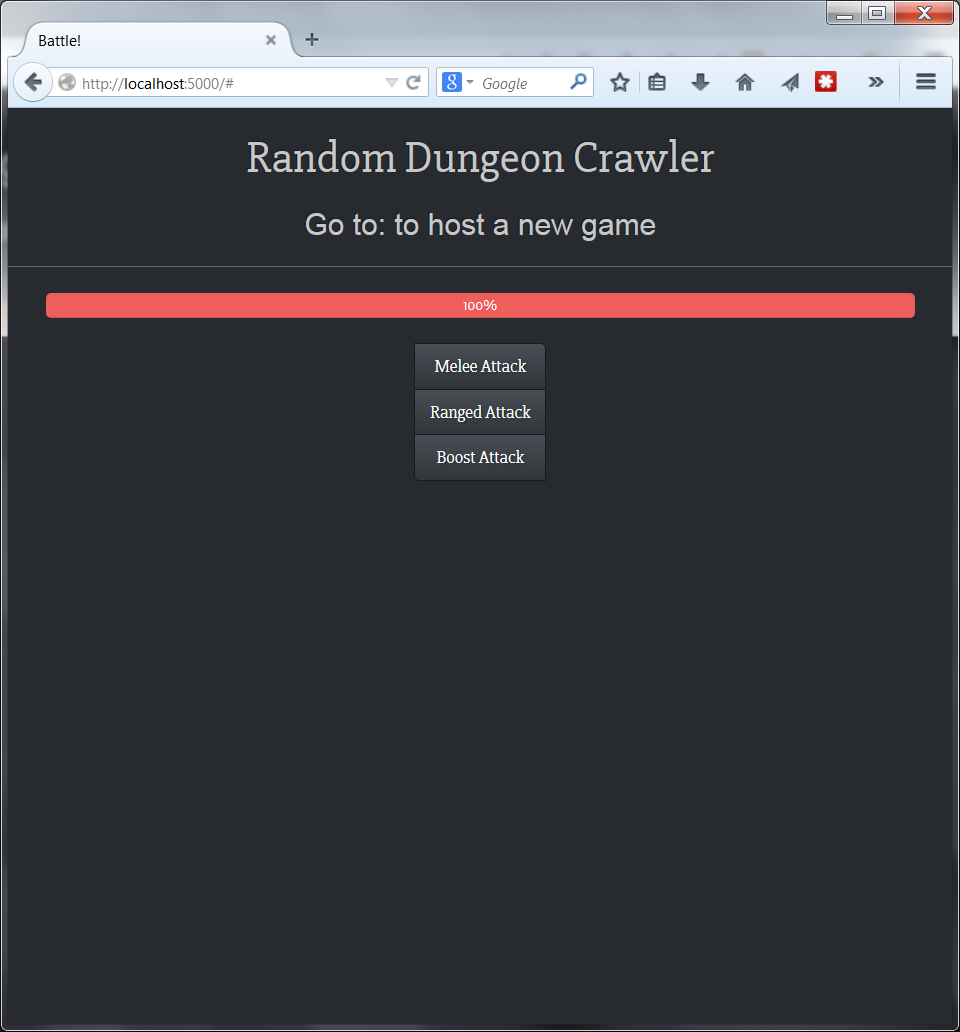 Battle!
http://localhost:5000/#
8 Google
Random Dungeon Crawler
Go to: to host a new game
100%
Melee Attack
Ranged Attack
Boost Attack